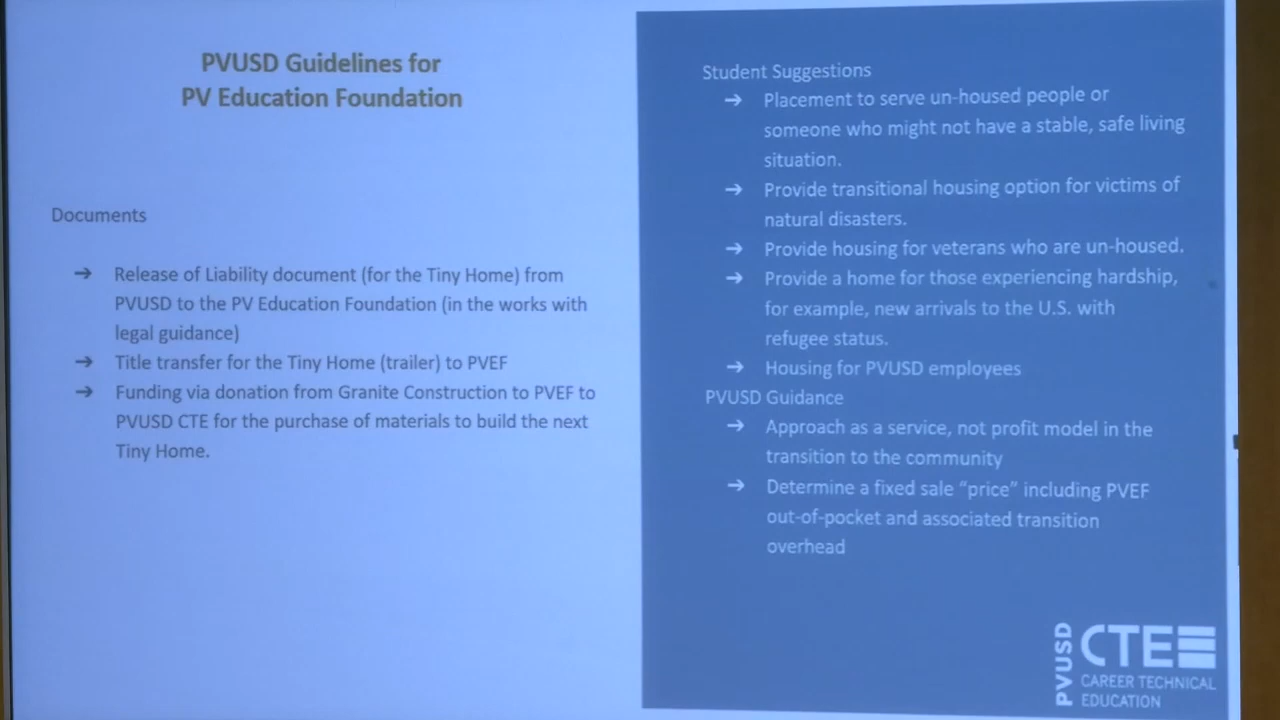 PVUSD Guidelines for
PV Education Foundation
Documents
➔ Release of Liability document (for the Tiny Home) from
PVUSD to the PV Education Foundation (in the works with
legal guidance)
➔ Title transfer for the Tiny Home (trailer) to PVEF
➔ Funding via donation from Granite Construction to PVEF to
PVUSD CTE for the purchase of materials to build the next
Tiny Home.
Student Suggestions
➔ Placement to serve un-housed people or
someone who might not have a stable, safe living
situation.
➔ Provide transitional housing option for victims of
natural disasters.
➔ Provide housing for veterans who are un-housed.
➔ Provide a home for those experiencing hardship,
for example, new arrivals to the U.S. with
refugee status.
➔ Housing for PVUSD employees
PVUSD Guidance
➔ Approach as a service, not profit model in the
transition to the community
➔ Determine a fixed sale “price” including PVEF
out-of-pocket and associated transition
overhead
PVUSD
CTE
CAREER TECHNICAL
EDUCATION